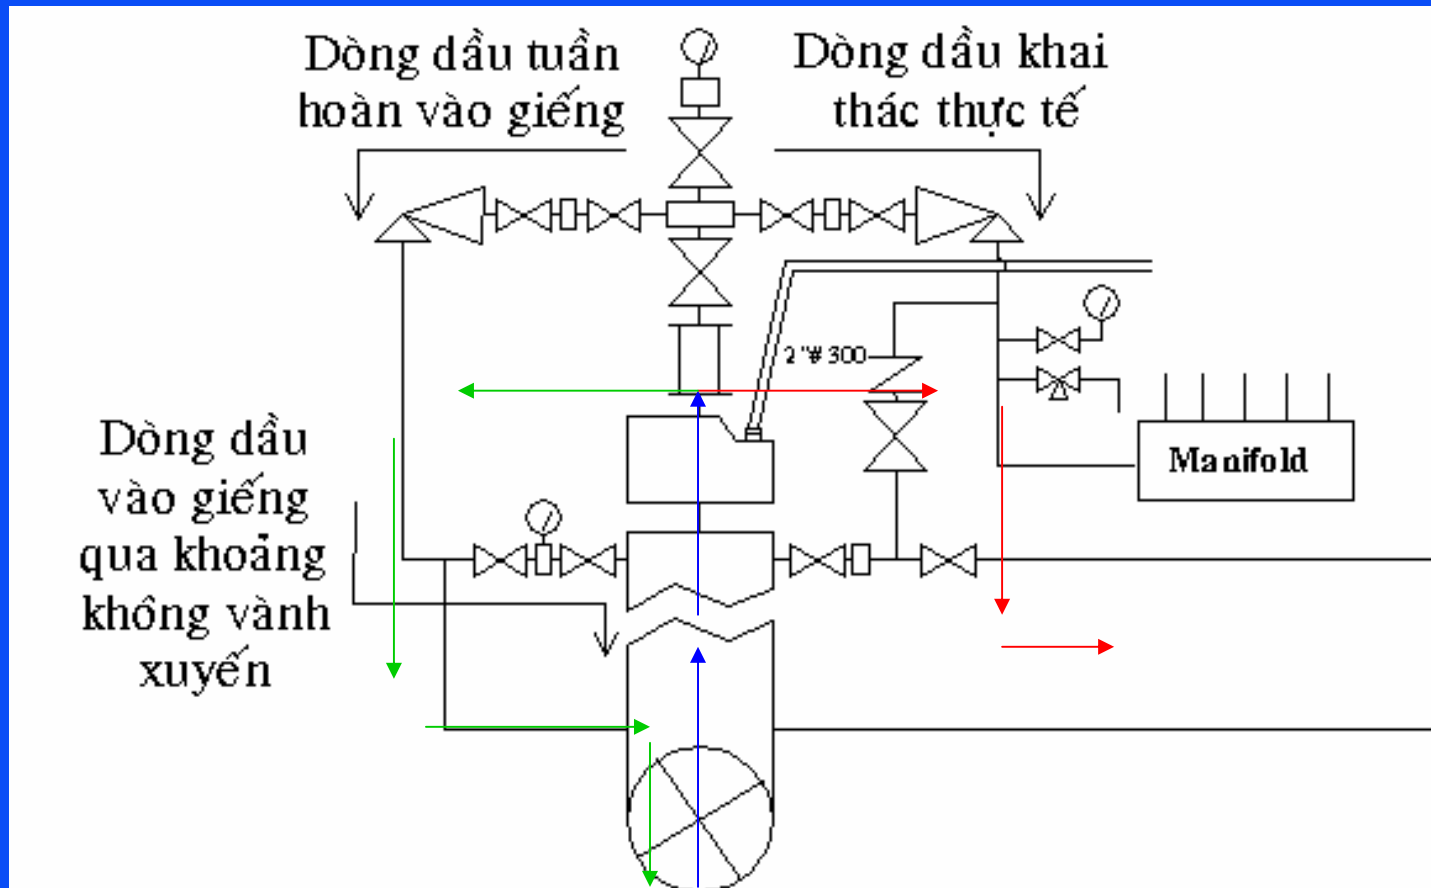 Dòng dầu tuần
hoàn vào giếng
Dòng dầu khai
thác thực tế
2"# 300
Dòng dầu
vào giếng
qua khoảng
không vành
xuyến
Manifold